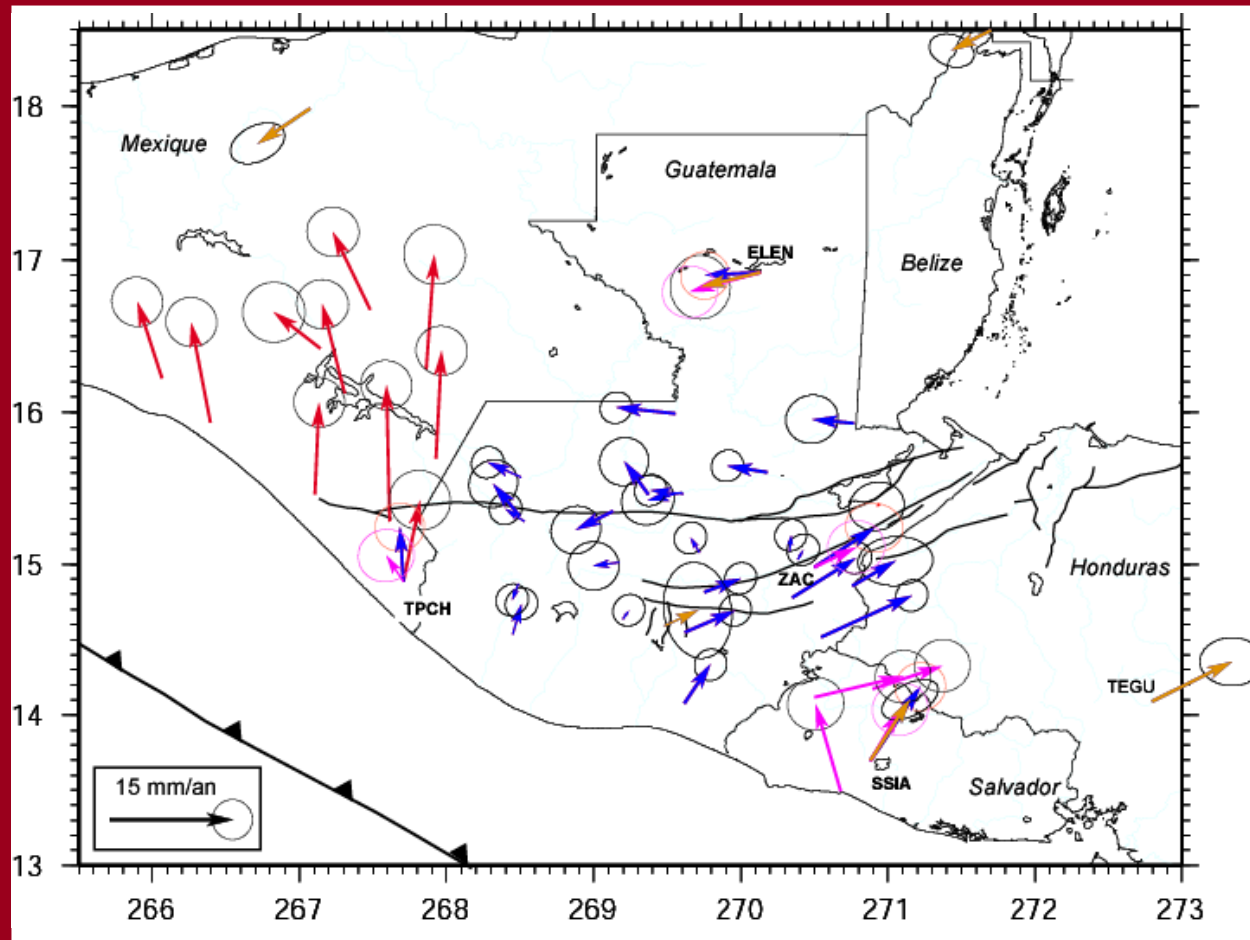 18
Mexique
Guatemala
17
ELEN
Belize
16
15
ZAC
TPCH
Honduras
TEGU
14
15 mm/an
SSIA
Salvador
13
266
267
268
269
270
271
272
273